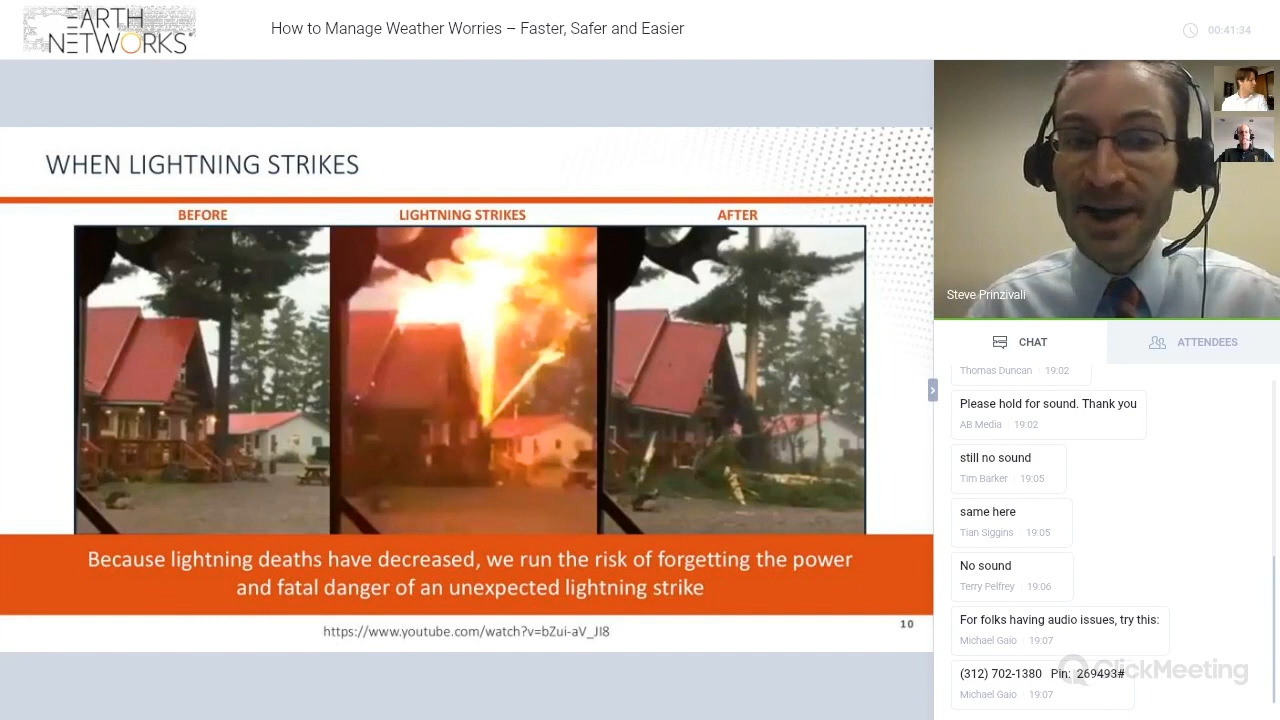 EARTH
NETWORKS
How to Manage Weather Worries – Faster, Safer and Easier
00:41:34
WHEN LIGHTNING STRIKES
BEFORE
LIGHTNING STRIKES
AFTER
Because lightning deaths have decreased, we run the risk of forgetting the power
and fatal danger of an unexpected lightning strike
10
https://www.youtube.com/watch?v=bZui-aV_JI8
Steve Prinzivalli
CHAT
ATTENDEES
Thomas Duncan 19:02
Please hold for sound. Thank you
AB Media 19:02
still no sound
Tim Barker 19:05
same here
Tian Siggins 19:05
No sound
Terry Pelfrey 19:06
For folks having audio issues, try this:
Michael Gaio 19:07
(312) 702-1380 Pin: 269493#
Michael Gaio 19:07
ClickMeeting